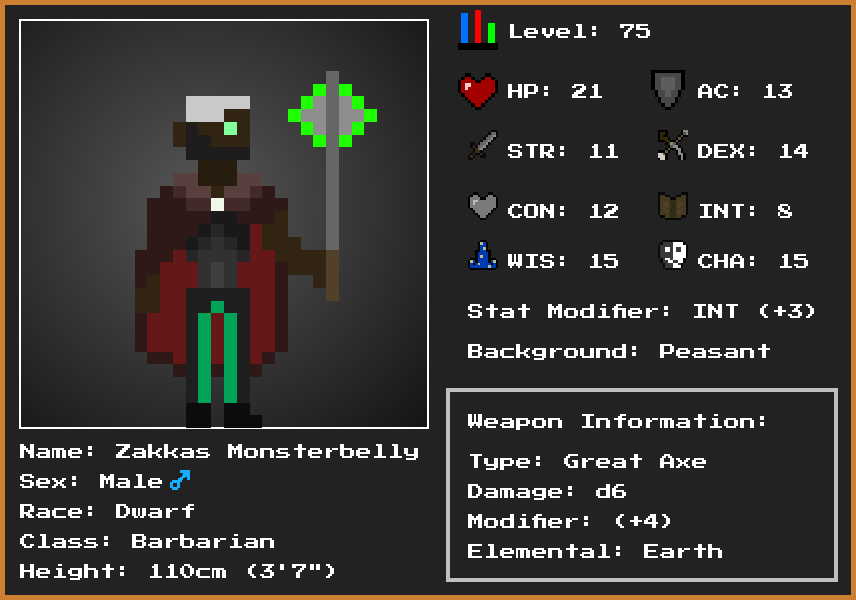 Level: 75
HP: 21 AC: 13
STR: 11 DEX: 14
CON: 12 INT: 8
WIS: 15 CHA: 15
Stat Modifier: INT (+3)
Background: Peasant
Weapon Information:
Type: Great Axe
Damage: d6
Modifier: (+4)
Elemental: Earth
Name: Zakkas Monsterbelly
Sex: Male ♂
Race: Dwarf
Class: Barbarian
Height: 110cm (3'7")